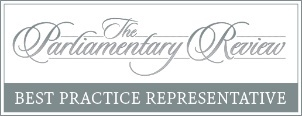 The
Parliamentary Review
BEST PRACTICE REPRESENTATIVE